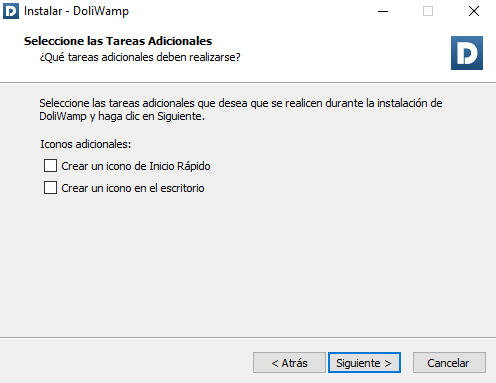 D Instalar - DoliWamp
Seleccione las Tareas Adicionales
¿Qué tareas adicionales deben realizarse?
D
Seleccione las tareas adicionales que desea que se realicen durante la instalación de
DoliWamp y haga clic en Siguiente.
Iconos adicionales:
Crear un icono de Inicio Rápido
Crear un icono en el escritorio
< Atrás
Siguiente >
Cancelar